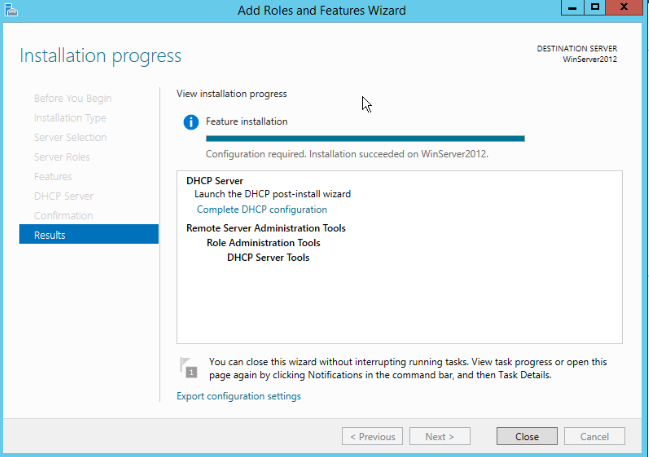 Add Roles and Features Wizard
Installation progress
DESTINATION SERVER
WinServer2012
Before You Begin
Installation Type
Server Selection
Server Roles
Features
DHCP Server
Confirmation
Results
View installation progress
Feature installation
Configuration required. Installation succeeded on WinServer2012.
DHCP Server
Launch the DHCP post-install wizard
Complete DHCP configuration
Remote Server Administration Tools
Role Administration Tools
DHCP Server Tools
1
You can close this wizard without interrupting running tasks. View task progress or open this
page again by clicking Notifications in the command bar, and then Task Details.
Export configuration settings
< Previous
Next >
Close
Cancel